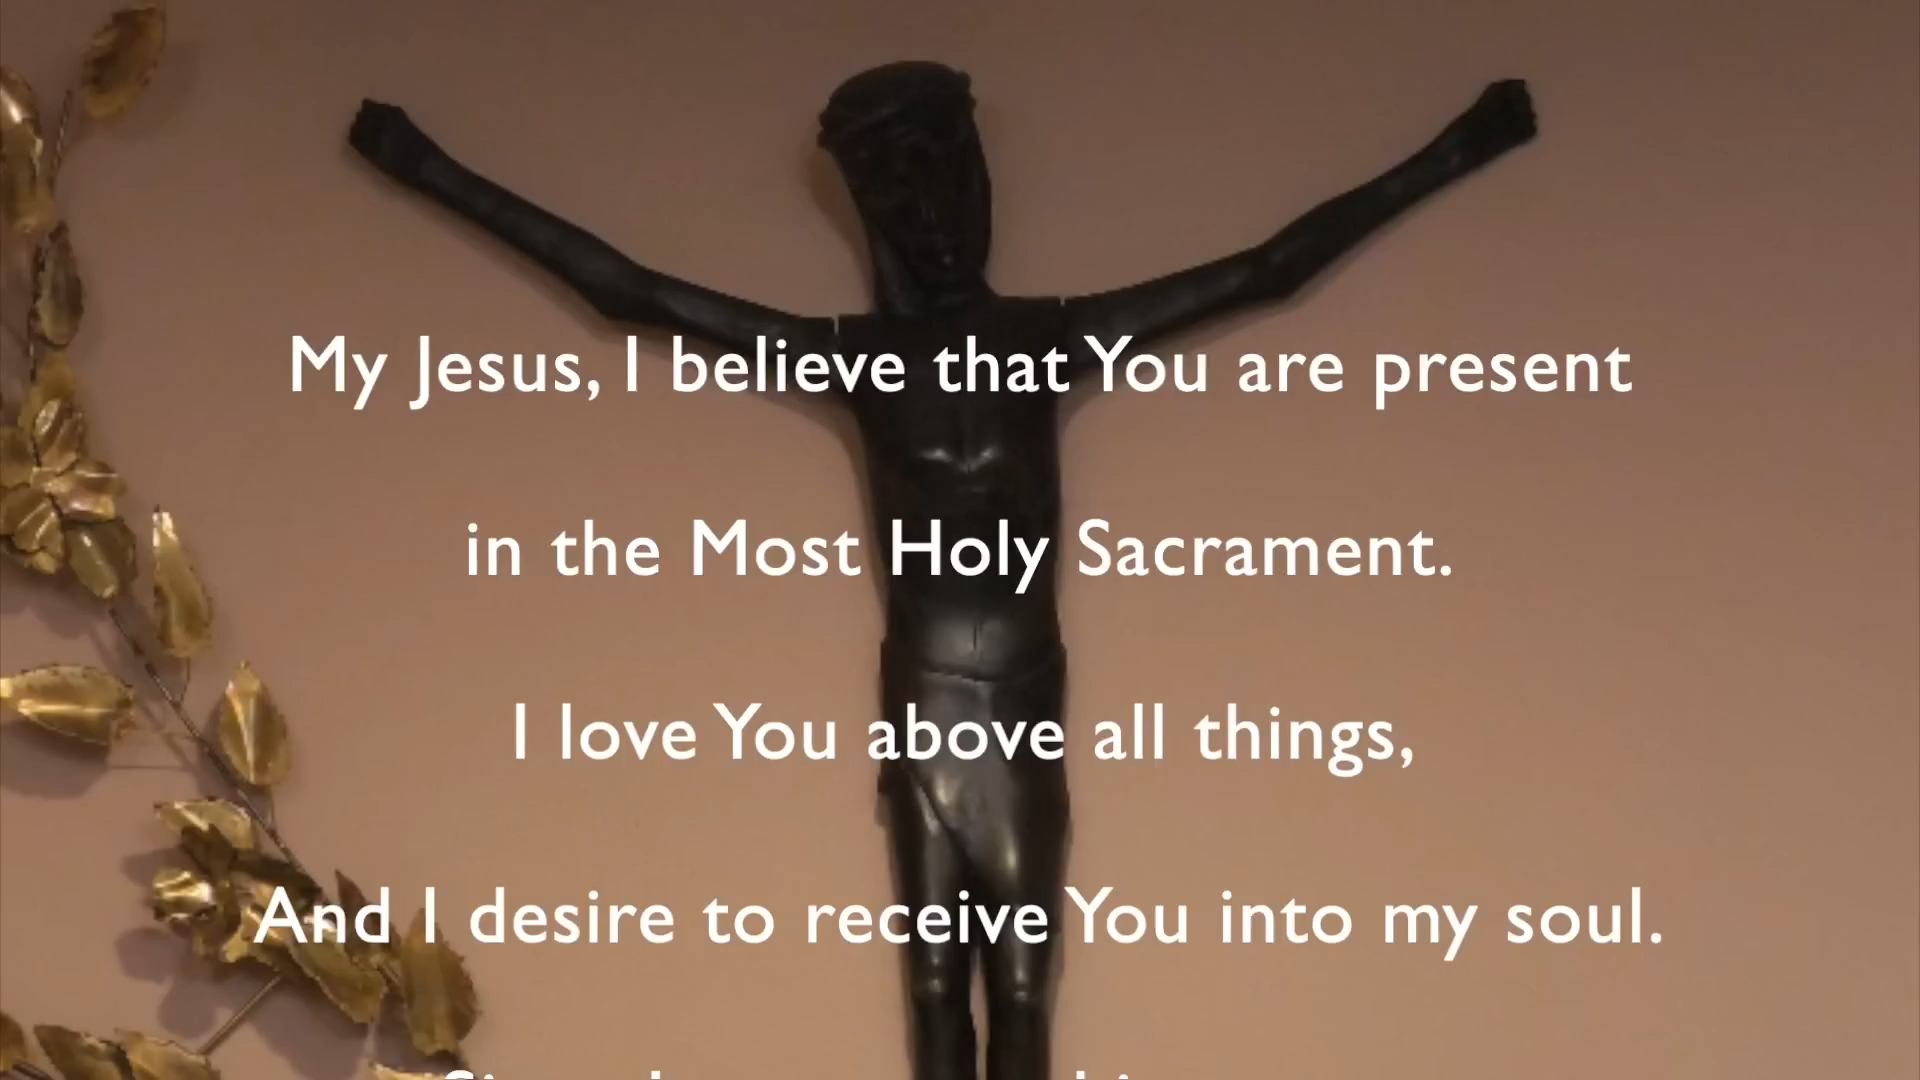 My Jesus, I believe that You are present
in the Most Holy Sacrament.
I love You above all things,
And I desire to receive You into my soul.